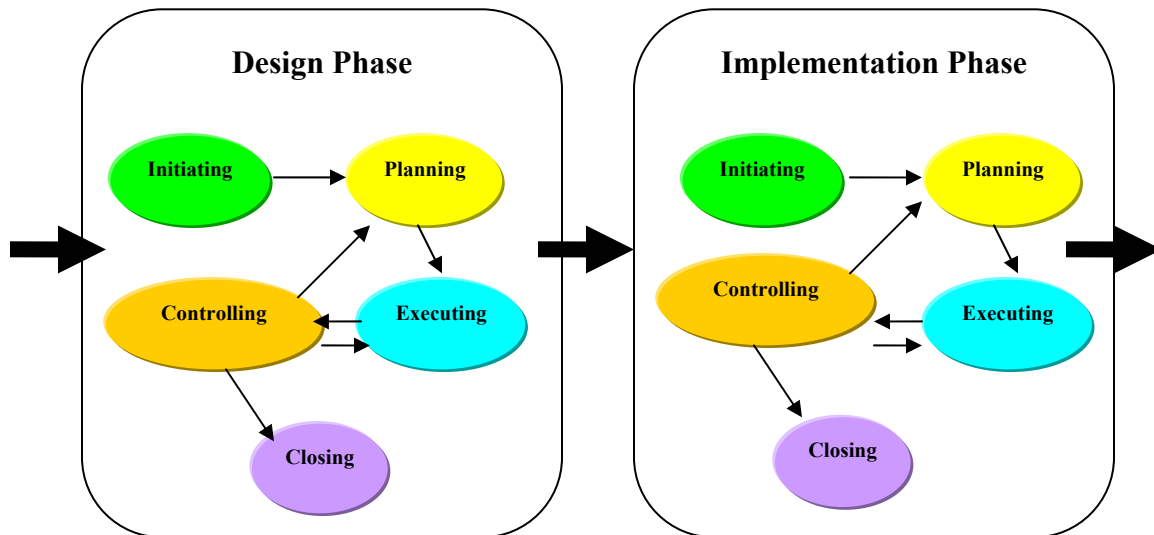 Design Phase
Initiating
Planning
Controlling
Executing
Closing
Implementation Phase
Initiating
Planning
Controlling
Executing
Closing